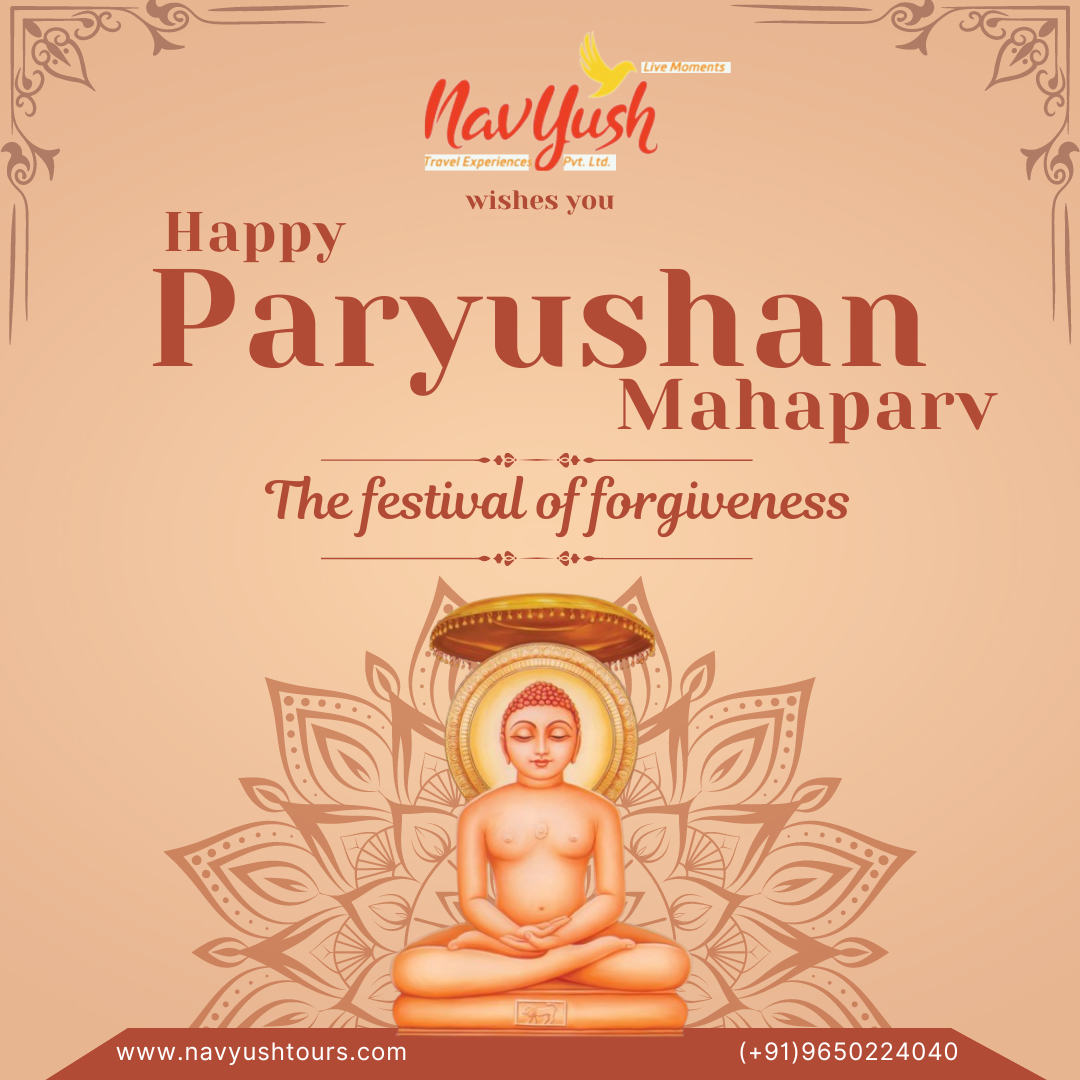 Live Moments
NavYush
Travel Experiences Pvt. Ltd.
wishes you
Happy
Paryushan
Mahaparv
The festival of forgiveness
www.navyushtours.com
(+91)9650224040